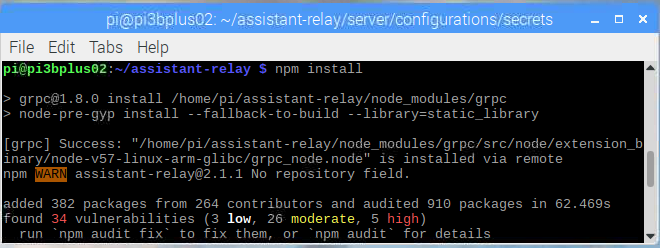 pi@pi3bplus02: ~/assistant-relay/server/configurations/secrets
File Edit Tabs Help
pi@pi3bplus02:~/assistant-relay $ npm install
> grpc@1.8.0 install /home/pi/assistant-relay/node_modules/grpc
> node-pre-gyp install --fallback-to-build --library=static_library
[grpc] Success: "/home/pi/assistant-relay/node_modules/grpc/src/node/extension_b
inary/node-v57-linux-arm-glibc/grpc_node.node" is installed via remote
npm WARN assistant-relay@2.1.1 No repository field.
added 382 packages from 264 contributors and audited 910 packages in 62.469s
found 34 vulnerabilities (3 low, 26 moderate, 5 high)
run `npm audit fix` to fix them, or `npm audit` for details